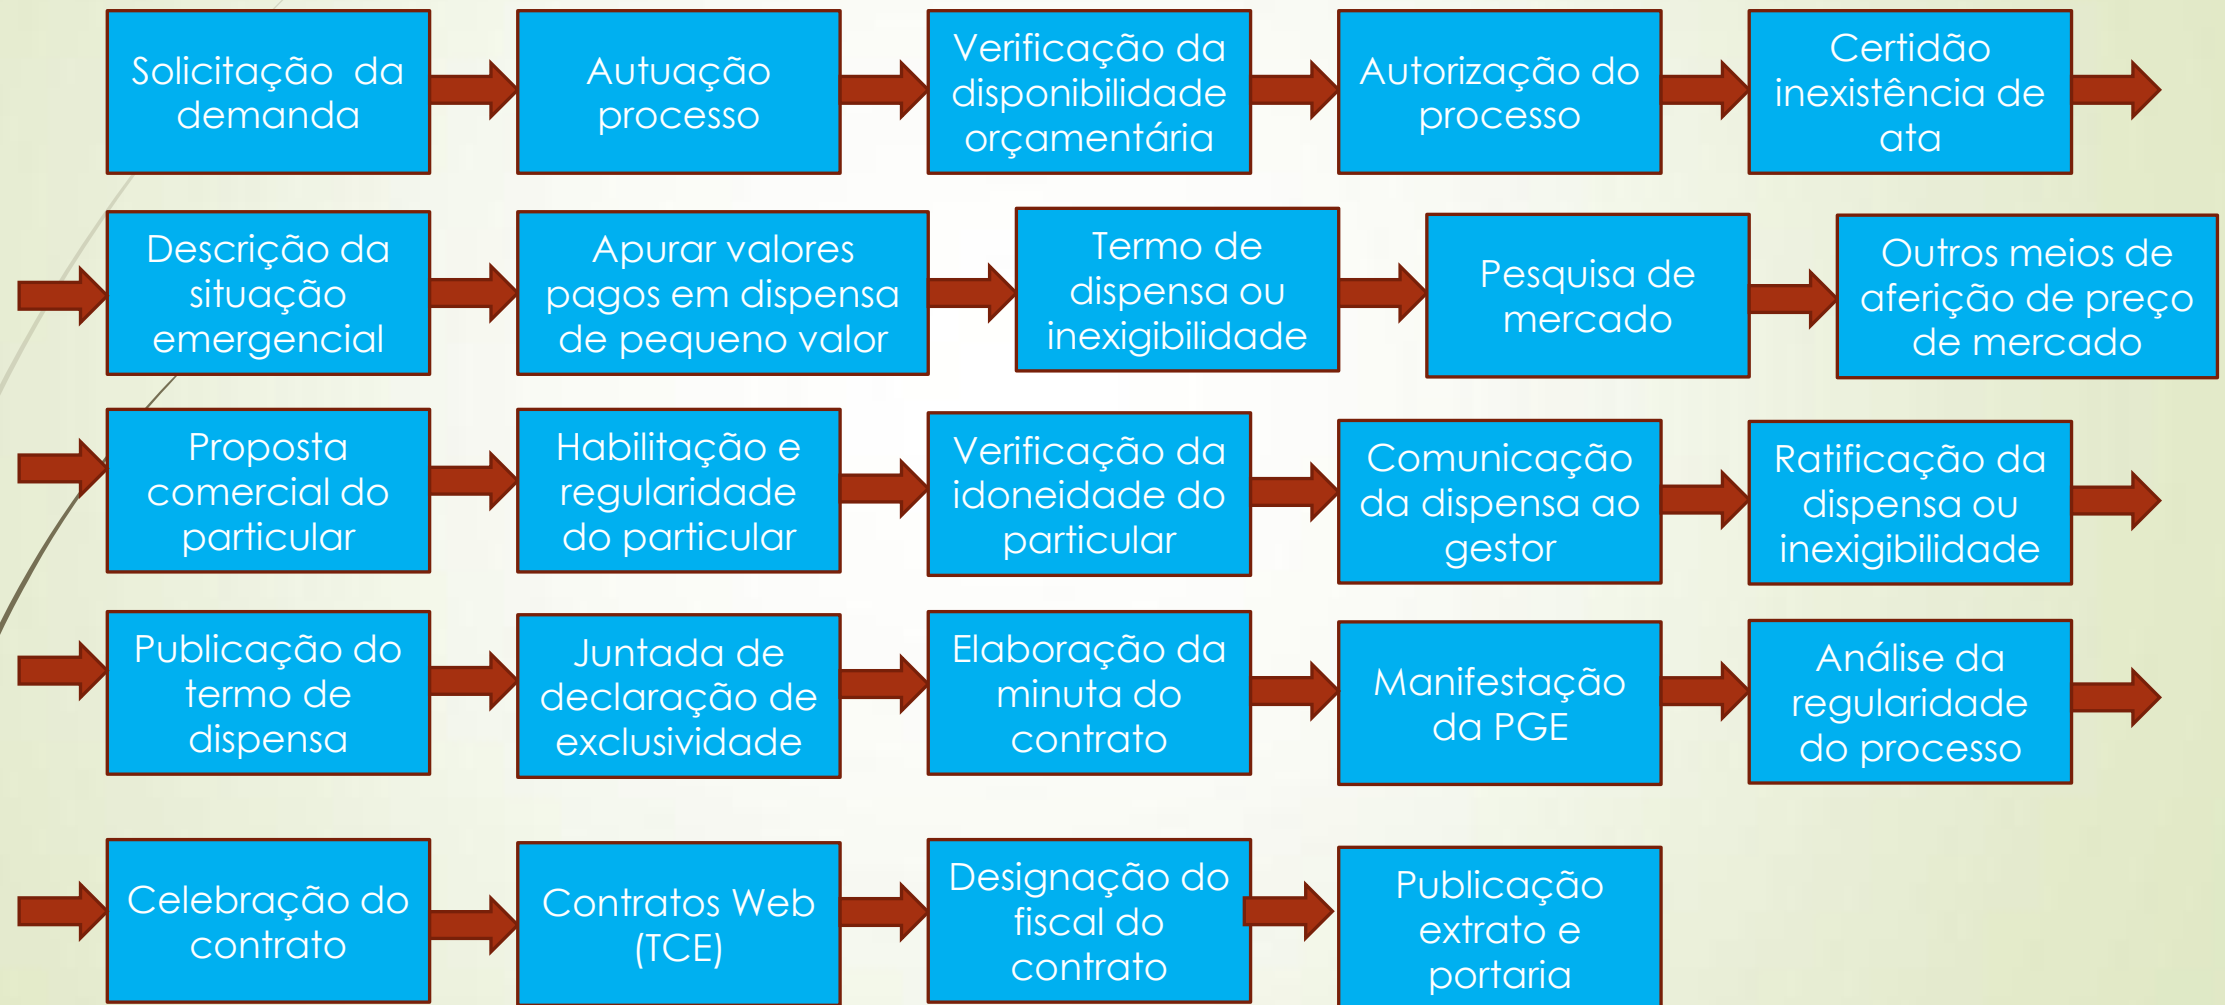 Solicitação da
demanda
Autuação
processo
Verificação da
disponibilidade
orçamentária
Autorização do
processo
Certidão
inexistência de
ata
Descrição da
situação
emergencial
Apurar valores
pagos em dispensa
de pequeno valor
Termo de
dispensa ou
inexigibilidade
Pesquisa de
mercado
Outros meios de
aferição de preço
de mercado
Proposta
comercial do
particular
Habilitação e
regularidade
do particular
Verificação da
idoneidade do
particular
Comunicação
da dispensa ao
gestor
Ratificação da
dispensa ou
inexigibilidade
Publicação do
termo de
dispensa
Juntada de
declaração de
exclusividade
Elaboração da
minuta do
contrato
Manifestação
da PGE
Análise da
regularidade
do processo
Celebração do
contrato
Contratos Web
(TCE)
Designação do
fiscal do
contrato
Publicação
extrato e
portaria